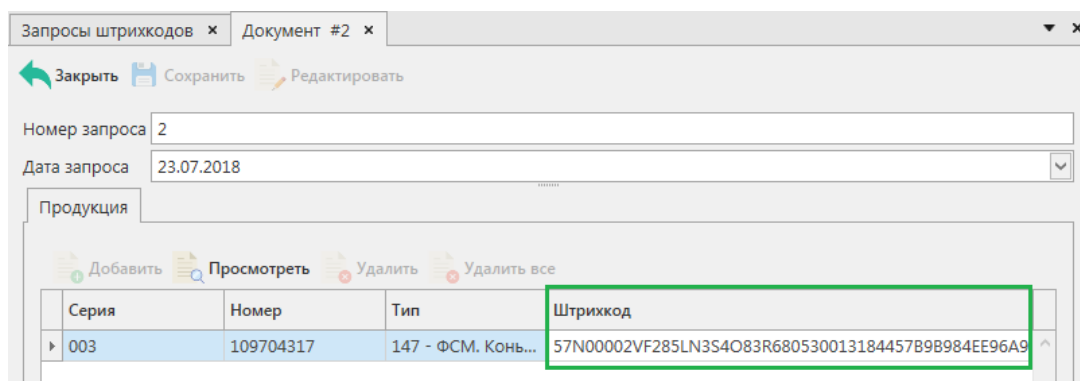 Запросы штрихкодов × Документ #2 ×
Закрыть Сохранить Редактировать
Номер запроса 2
Дата запроса 23.07.2018
Продукция
Добавить Просмотреть Удалить Удалить все
Серия Номер Тип Штрихкод
003 109704317 147 - ФСМ. Конь... 57N00002VF285LN3S4O83R680530013184457B9B984EE96A9